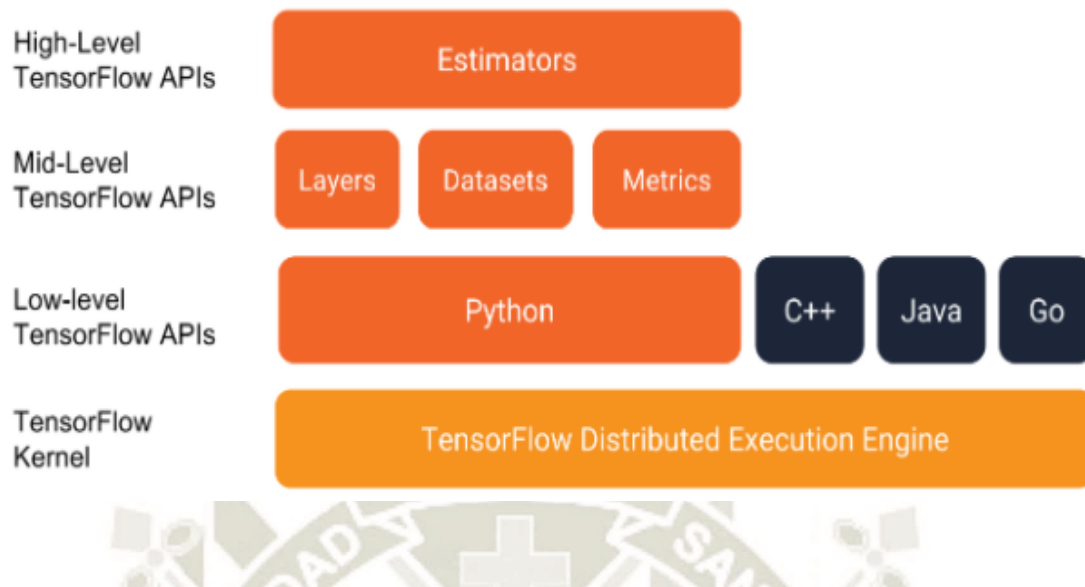 High-Level
TensorFlow APIs
Estimators
Mid-Level
TensorFlow APIs
Layers Datasets Metrics
Low-level
TensorFlow APIs
Python C++ Java Go
TensorFlow
Kernel
TensorFlow Distributed Execution Engine